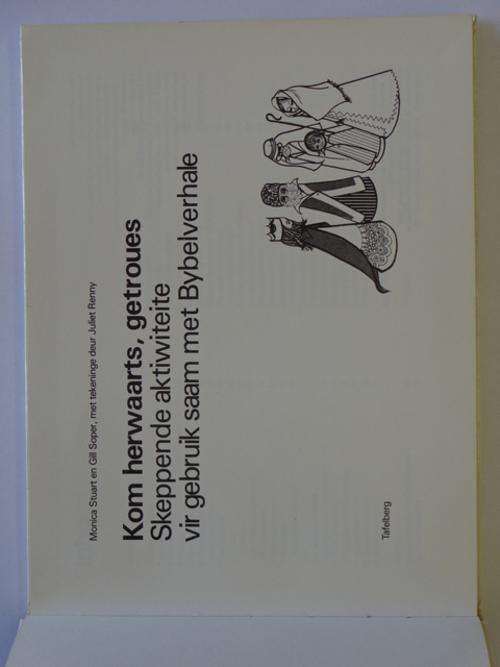 Monica Stuart en Gill Soper, met tekeninge deur Juliet Renny
Kom herwaarts, getroues
Skeppende aktiwiteite
vir gebruik saam met Bybelverhale
Tafelberg